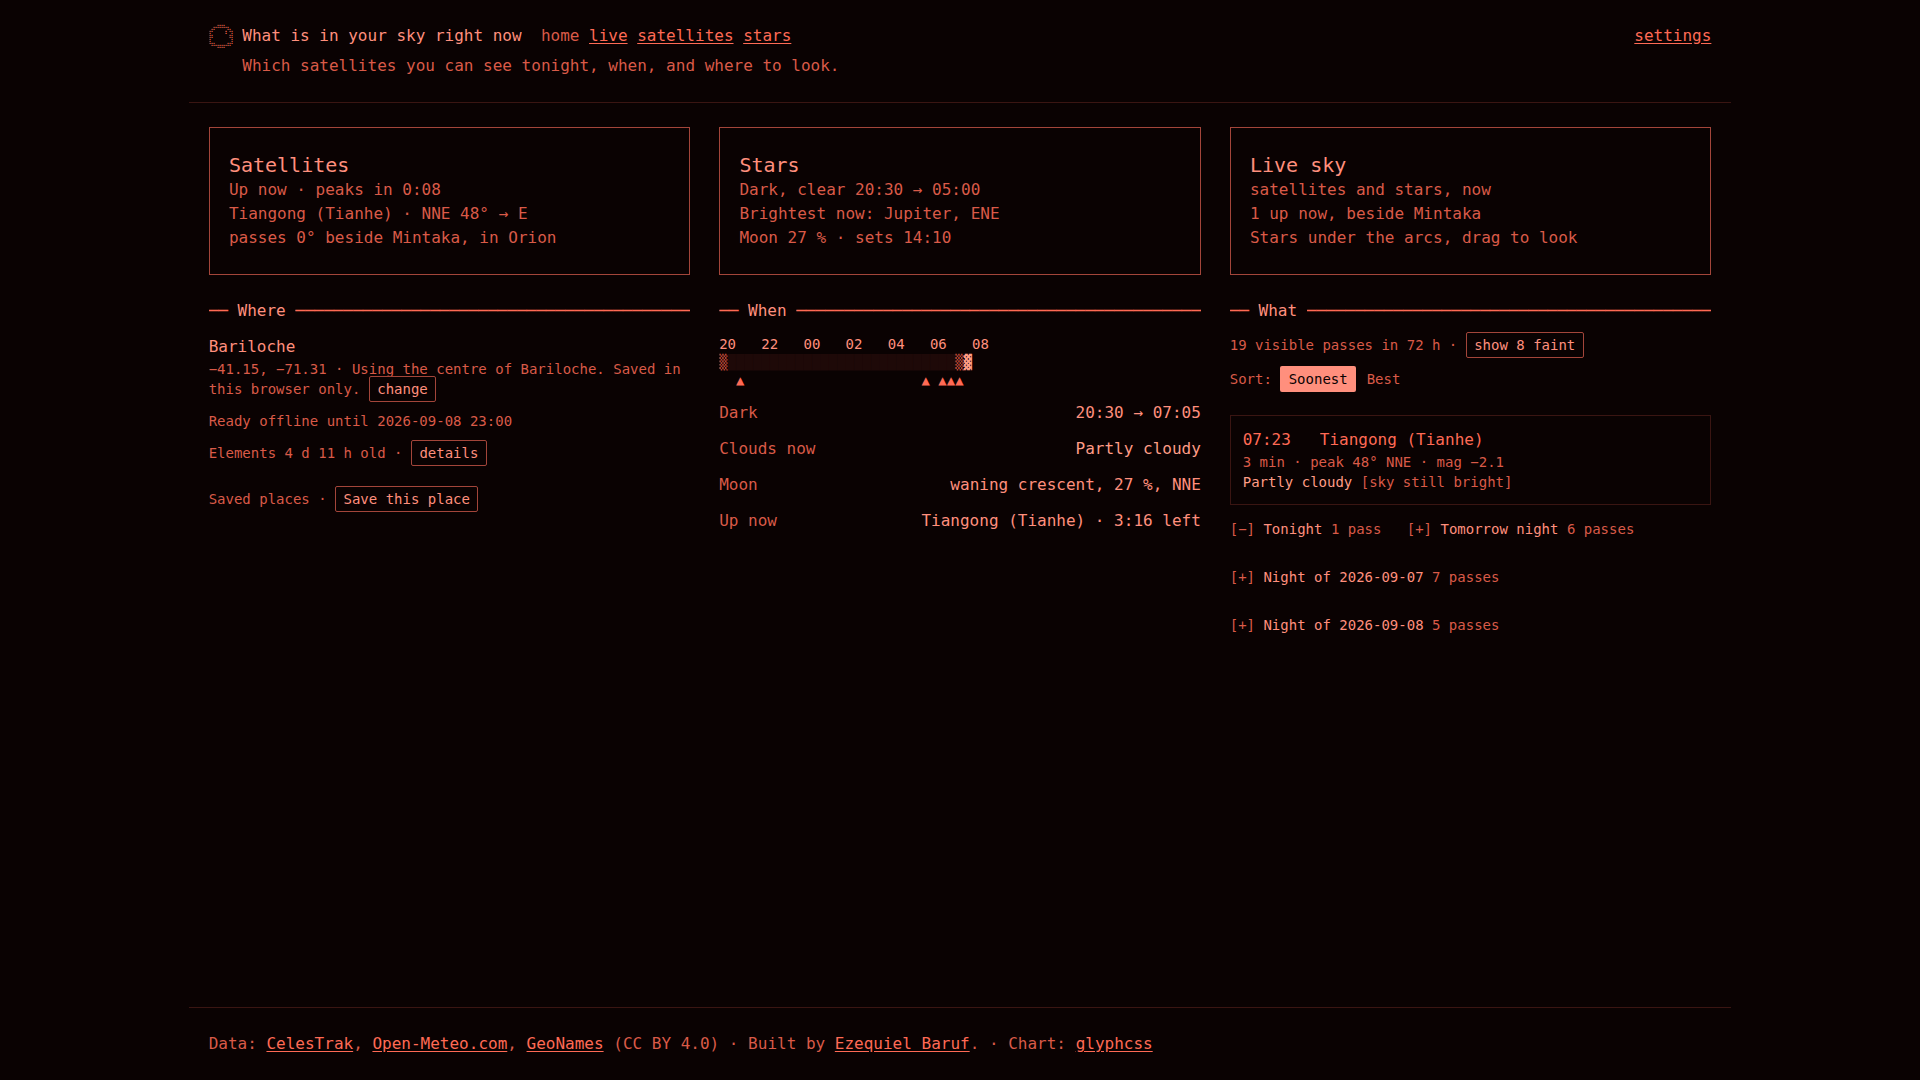 What is in your sky right now home live satellites stars settings
Which satellites you can see tonight, when, and where to look.
Satellites
Up now · peaks in 0:08
Tiangong (Tianhe) · NNE 48° → E
passes 0° beside Mintaka, in Orion
Stars
Dark, clear 20:30 → 05:00
Brightest now: Jupiter, ENE
Moon 27 % · sets 14:10
Live sky
satellites and stars, now
1 up now, beside Mintaka
Stars under the arcs, drag to look
Where
Bariloche
−41.15, −71.31 · Using the centre of Bariloche. Saved in
this browser only. change
Ready offline until 2026-09-08 23:00
Elements 4 d 11 h old · details
Saved places · Save this place
When
20 22 00 02 04 06 08
Dark 20:30 → 07:05
Clouds now Partly cloudy
Moon waning crescent, 27 %, NNE
Up now Tiangong (Tianhe) · 3:16 left
What
19 visible passes in 72 h · show 8 faint
Sort: Soonest Best
07:23 Tiangong (Tianhe)
3 min · peak 48° NNE · mag −2.1
Partly cloudy [sky still bright]
[−] Tonight 1 pass [+] Tomorrow night 6 passes
[+] Night of 2026-09-07 7 passes
[+] Night of 2026-09-08 5 passes
Data: CelesTrak, Open-Meteo.com, GeoNames (CC BY 4.0) · Built by Ezequiel Baruf. · Chart: glyphcss